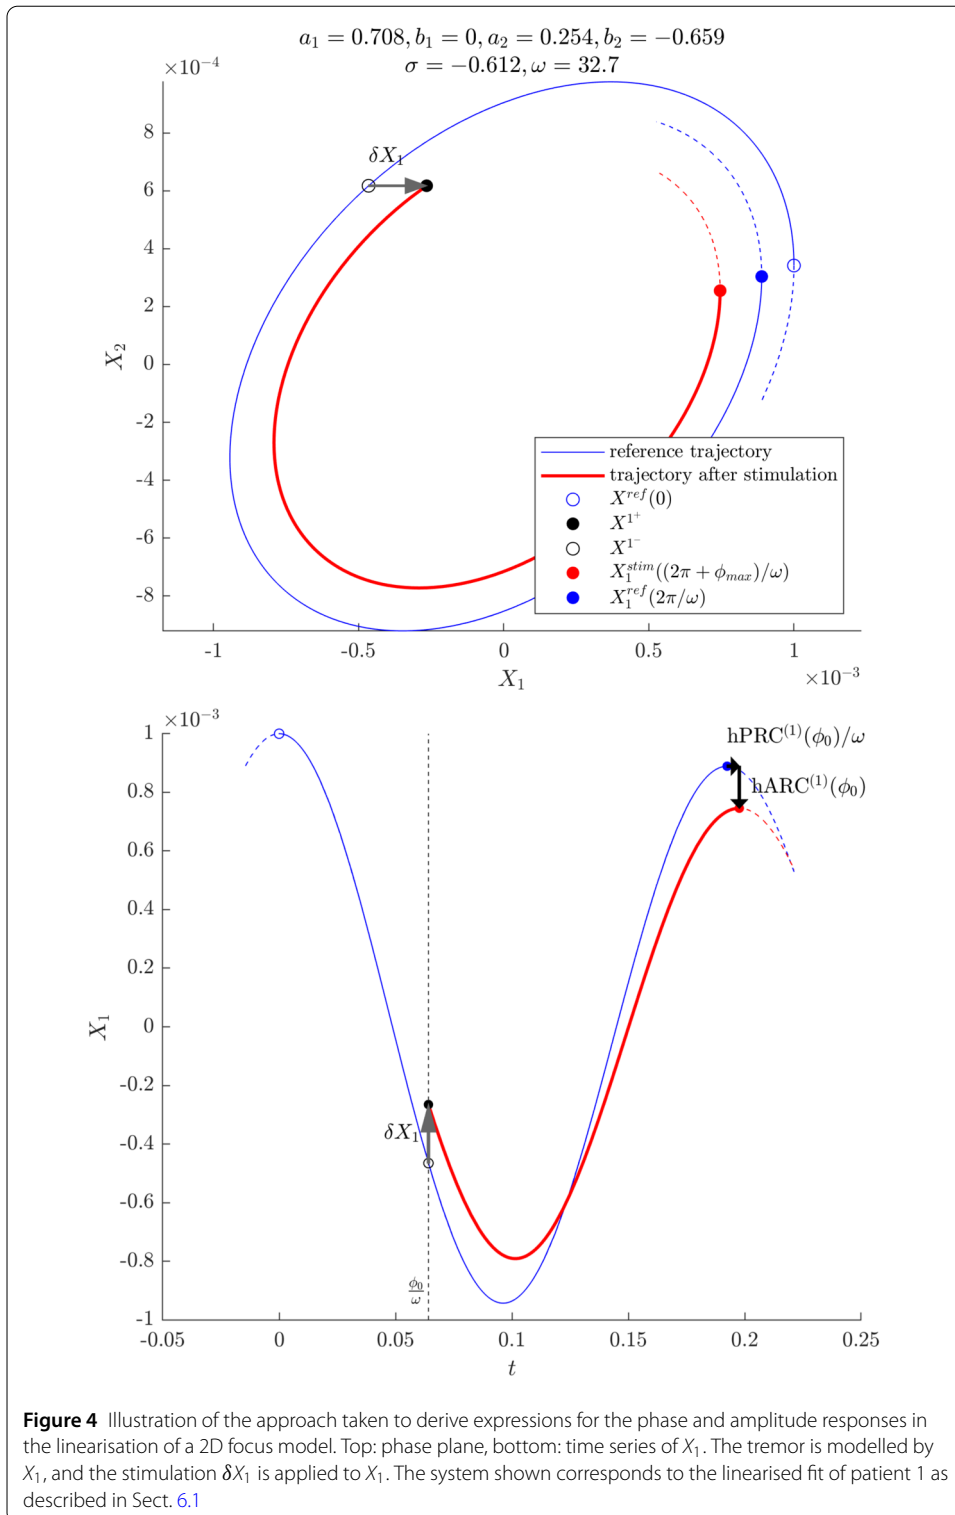 a₁ = 0.708, b₁ = 0, a₂ = 0.254, b₂ = −0.659
σ = −0.612, ω = 32.7
×10⁻⁴
8
6
4
2
0
-2
-4
-6
-8
X₂
δX₁
reference trajectory
trajectory after stimulation
X^{ref}(0)
X^{1⁺}
X^{1⁻}
X₁^{stim}((2π + ϕ_{max})/ω)
X₁^{ref}(2π/ω)
-1
-0.5
0
0.5
1
×10⁻³
X₁
×10⁻³
1
0.8
0.6
0.4
0.2
0
-0.2
-0.4
-0.6
-0.8
-1
X₁
hPRC⁽¹⁾(ϕ₀)/ω
hARC⁽¹⁾(ϕ₀)
δX₁
ϕ₀/ω
-0.05
0
0.05
0.1
0.15
0.2
0.25
t
Figure 4 Illustration of the approach taken to derive expressions for the phase and amplitude responses in
the linearisation of a 2D focus model. Top: phase plane, bottom: time series of X₁. The tremor is modelled by
X₁, and the stimulation δX₁ is applied to X₁. The system shown corresponds to the linearised fit of patient 1 as
described in Sect. 6.1